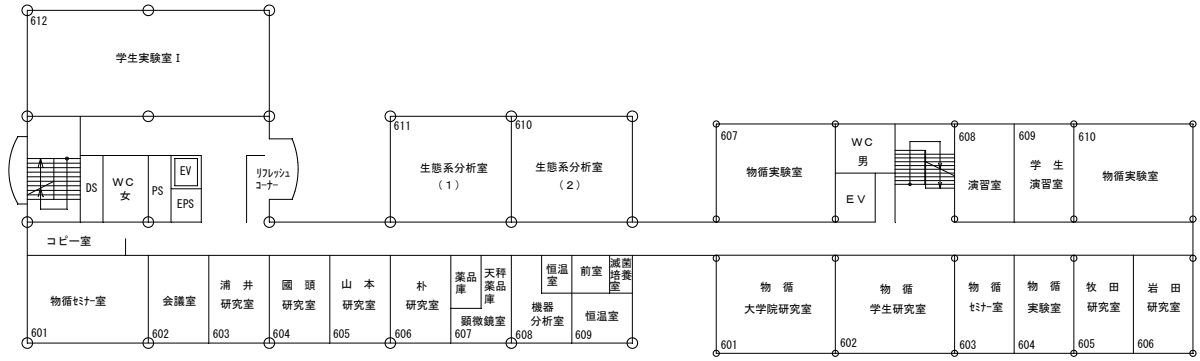 612
学生実験室Ⅰ
DS
WC
女
PS
EV
EPS
リフレッシュ
コーナー
コピー室
611
生態系分析室
(1)
610
生態系分析室
(2)
607
物循実験室
WC
男
EV
608
演習室
609
学 生
演習室
610
物循実験室
物循セミナー室
601
会議室
602
浦 井
研究室
603
國 頭
研究室
604
山 本
研究室
605
朴
研究室
606
薬品
庫
天秤
薬品
庫
顕微鏡室
607
恒温
室
機器
分析室
608
前室
滅菌
培養
室
恒温室
609
物 循
大学院研究室
601
物 循
学生研究室
602
物 循
セミナー室
603
物 循
実験室
604
牧 田
研究室
605
岩 田
研究室
606